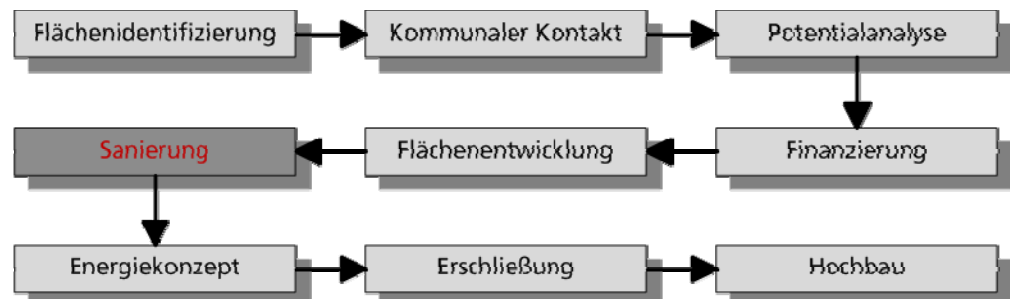 Flächenidentifizierung
Kommunaler Kontakt
Potentialanalyse
Sanierung
Flächenentwicklung
Finanzierung
Energiekonzept
Erschließung
Hochbau